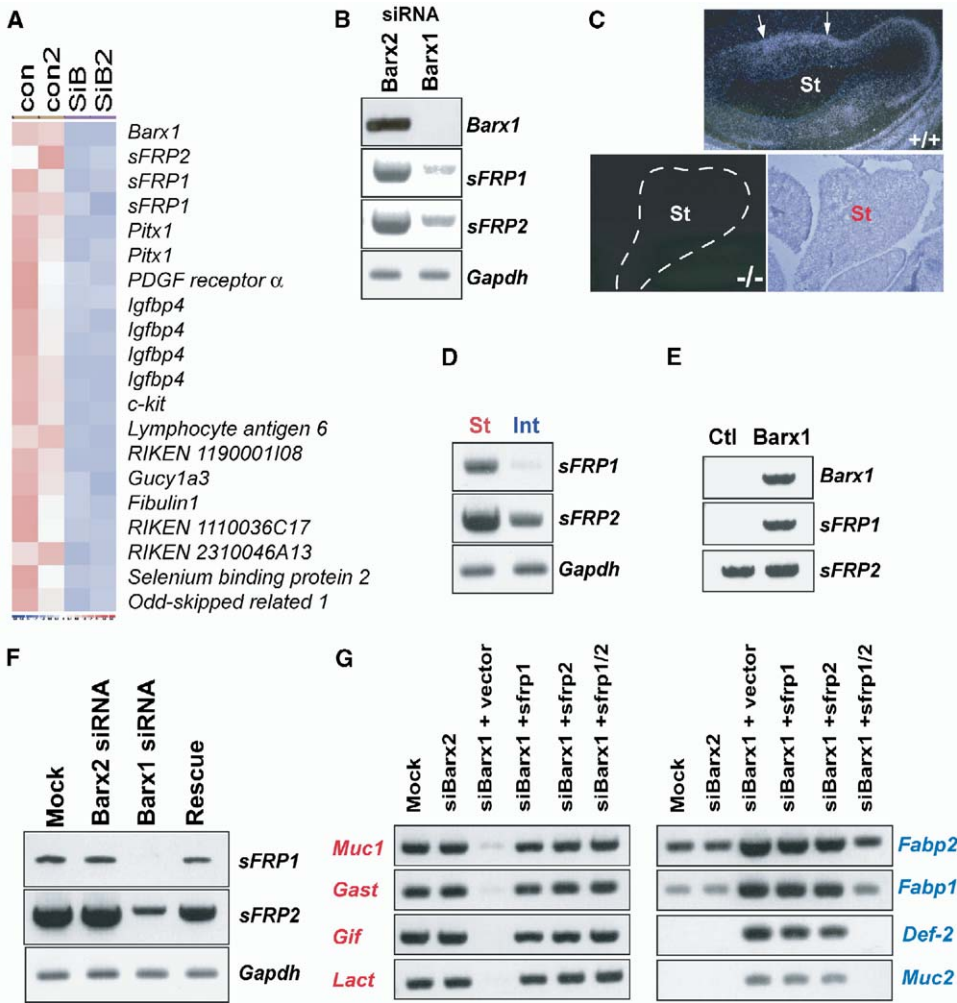 A
con
con2
SiB
SiB2
Barx1
sFRP2
sFRP1
sFRP1
Pitx1
Pitx1
PDGF receptor α
Igfbp4
Igfbp4
Igfbp4
Igfbp4
c-kit
Lymphocyte antigen 6
RIKEN 1190001I08
Gucy1a3
Fibulin1
RIKEN 1110036C17
RIKEN 2310046A13
Selenium binding protein 2
Odd-skipped related 1
B
siRNA
Barx2
Barx1
Barx1
sFRP1
sFRP2
Gapdh
C
St
+/+
St
-/-
St
D
St Int
sFRP1
sFRP2
Gapdh
E
Ctl Barx1
Barx1
sFRP1
sFRP2
F
Mock
Barx2 siRNA
Barx1 siRNA
Rescue
sFRP1
sFRP2
Gapdh
G
Mock
siBarx2
siBarx1 + vector
siBarx1 +sfrp1
siBarx1 +sfrp2
siBarx1 +sfrp1/2
Muc1
Gast
Gif
Lact
Mock
siBarx2
siBarx1 + vector
siBarx1 +sfrp1
siBarx1 +sfrp2
siBarx1 +sfrp1/2
Fabp2
Fabp1
Def-2
Muc2